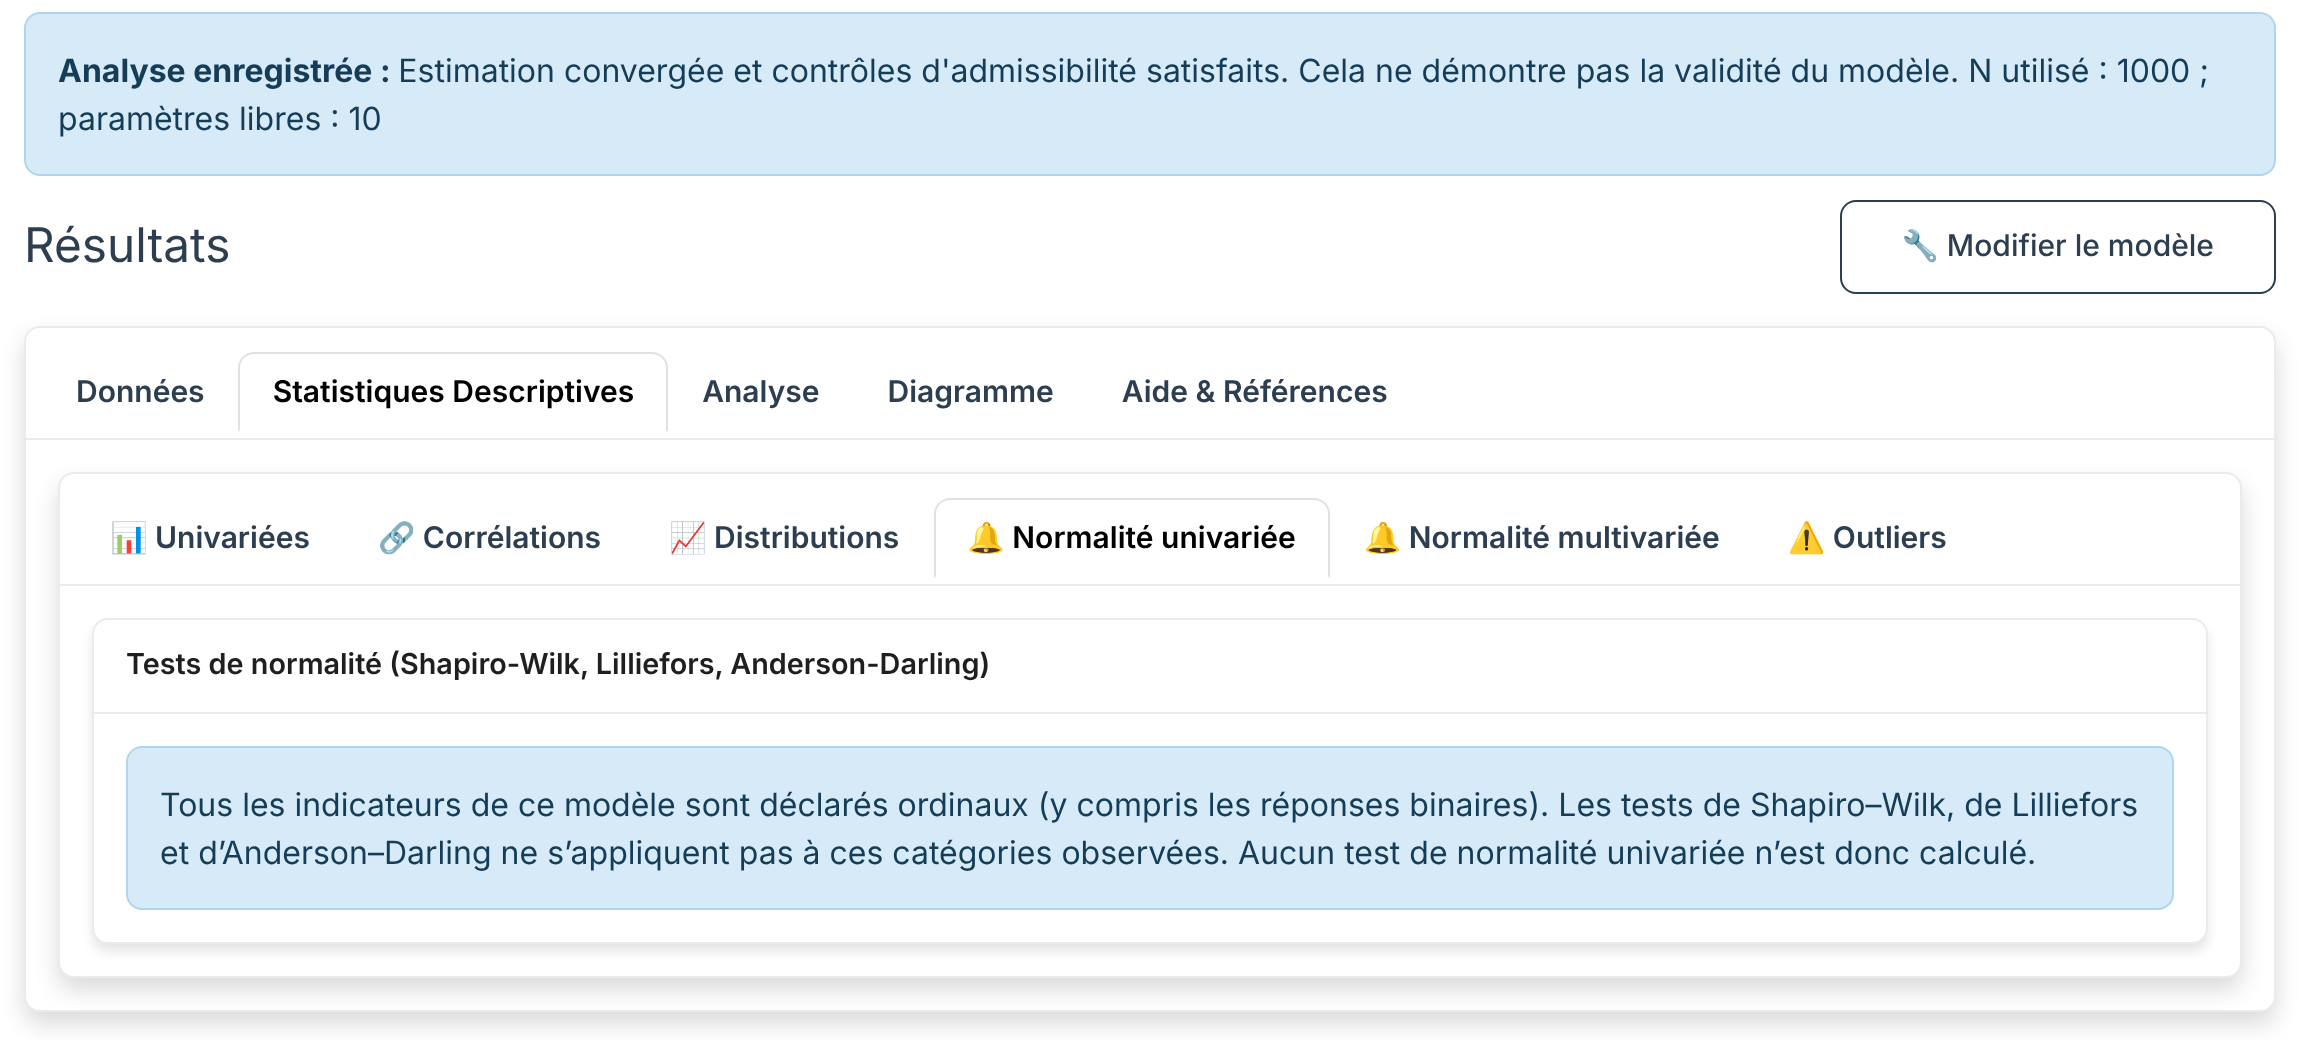 Analyse enregistrée : Estimation convergée et contrôles d'admissibilité satisfaits. Cela ne démontre pas la validité du modèle. N utilisé : 1000 ;
paramètres libres : 10
Résultats
🔧 Modifier le modèle
Données
Statistiques Descriptives
Analyse
Diagramme
Aide & Références
📊 Univariées
🔗 Corrélations
📈 Distributions
🔔 Normalité univariée
🔔 Normalité multivariée
⚠️ Outliers
Tests de normalité (Shapiro-Wilk, Lilliefors, Anderson-Darling)
Tous les indicateurs de ce modèle sont déclarés ordinaux (y compris les réponses binaires). Les tests de Shapiro–Wilk, de Lilliefors
et d’Anderson–Darling ne s’appliquent pas à ces catégories observées. Aucun test de normalité univariée n’est donc calculé.